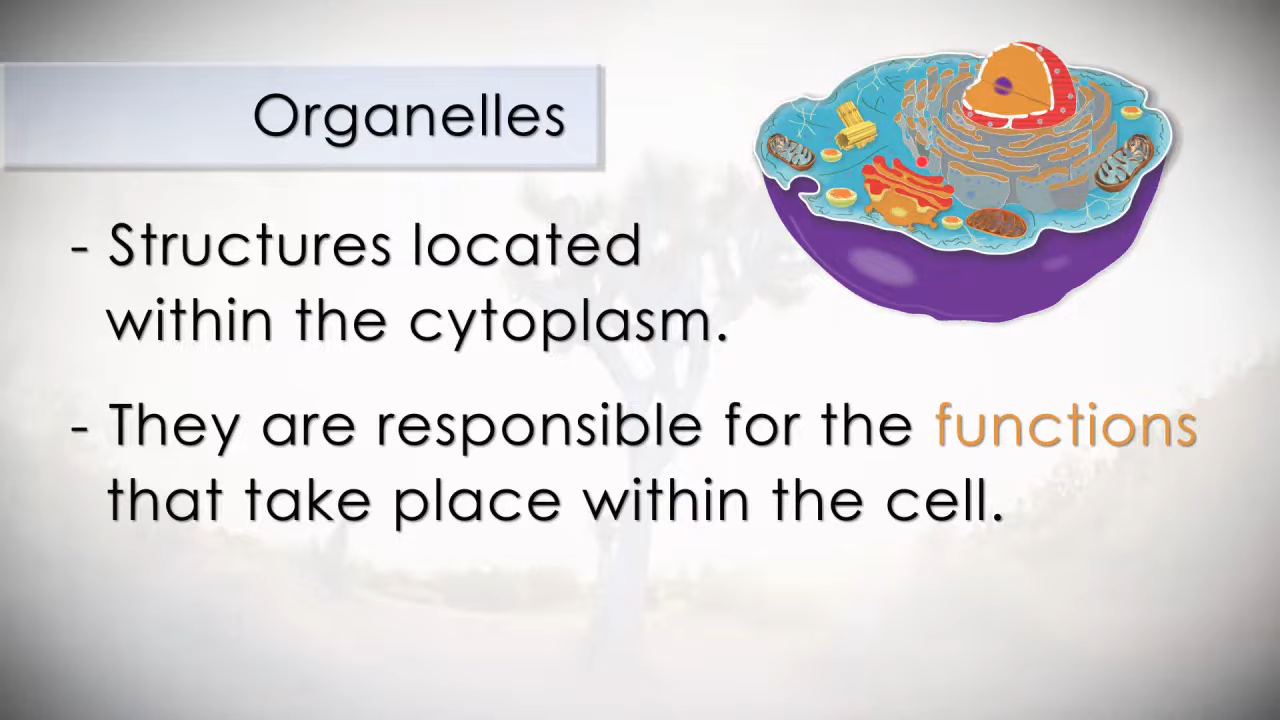 Organelles
- Structures located
within the cytoplasm.
- They are responsible for the functions
that take place within the cell.